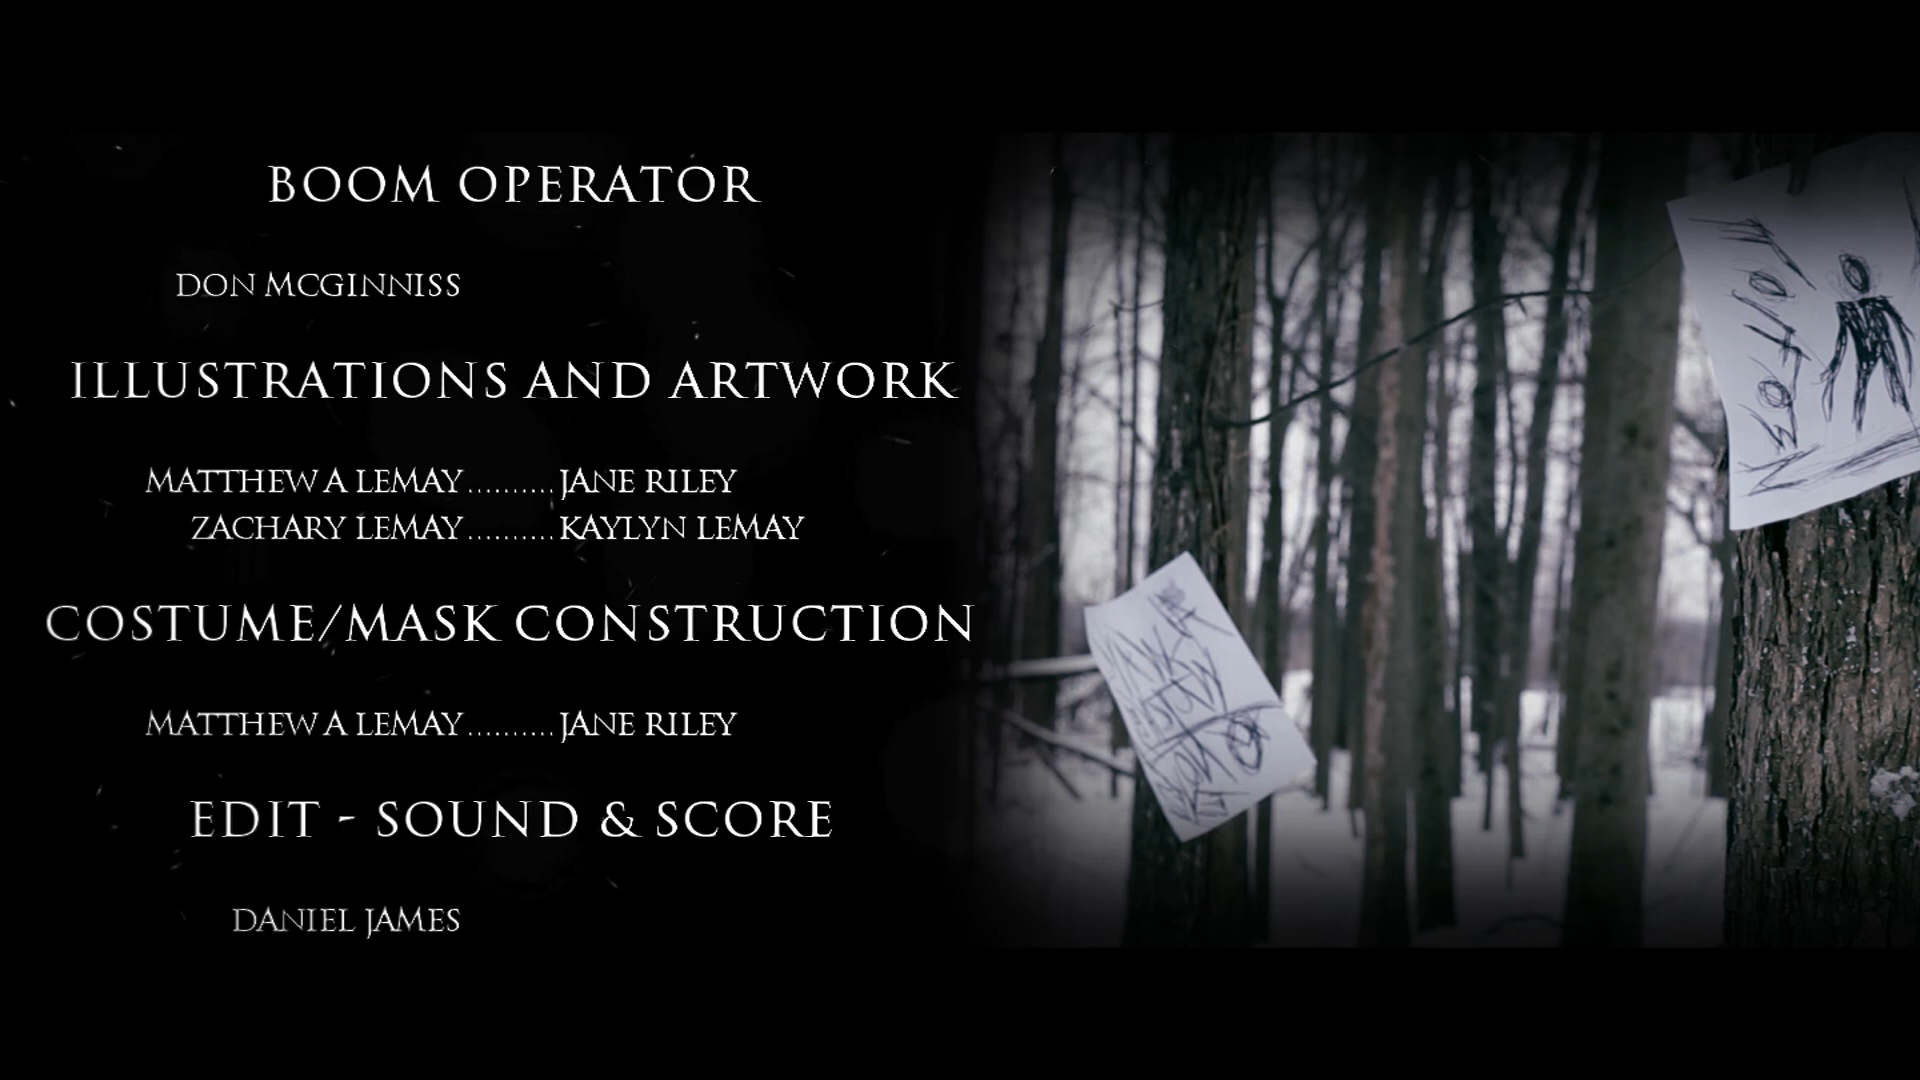 BOOM OPERATOR
DON MCGINNISS
ILLUSTRATIONS AND ARTWORK
MATTHEW A LEMAY..........JANE RILEY
ZACHARY LEMAY..........KAYLYN LEMAY
COSTUME/MASK CONSTRUCTION
MATTHEW A LEMAY..........JANE RILEY
EDIT - SOUND & SCORE
DANIEL JAMES